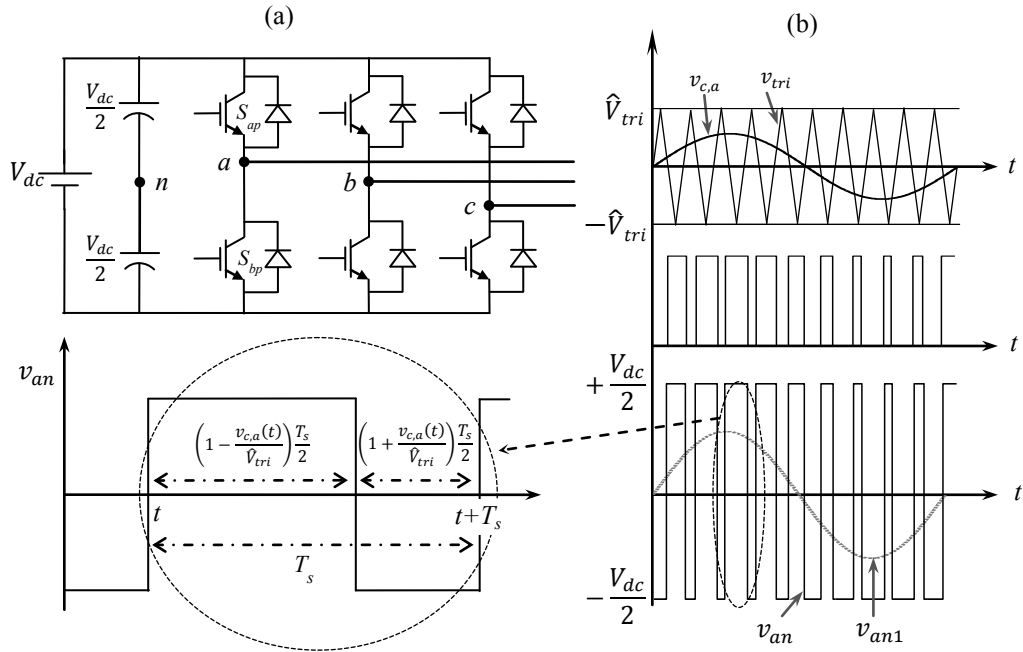 (a)
V_dc/2
S_ap
a
V_dc
n
b
c
V_dc/2
S_bp
v_an
(1 − v_c,a(t)/V̂_tri) T_s/2
(1 + v_c,a(t)/V̂_tri) T_s/2
t
t+T_s
T_s
(b)
v_c,a
v_tri
V̂_tri
t
−V̂_tri
t
+ V_dc/2
t
− V_dc/2
v_an
v_an1